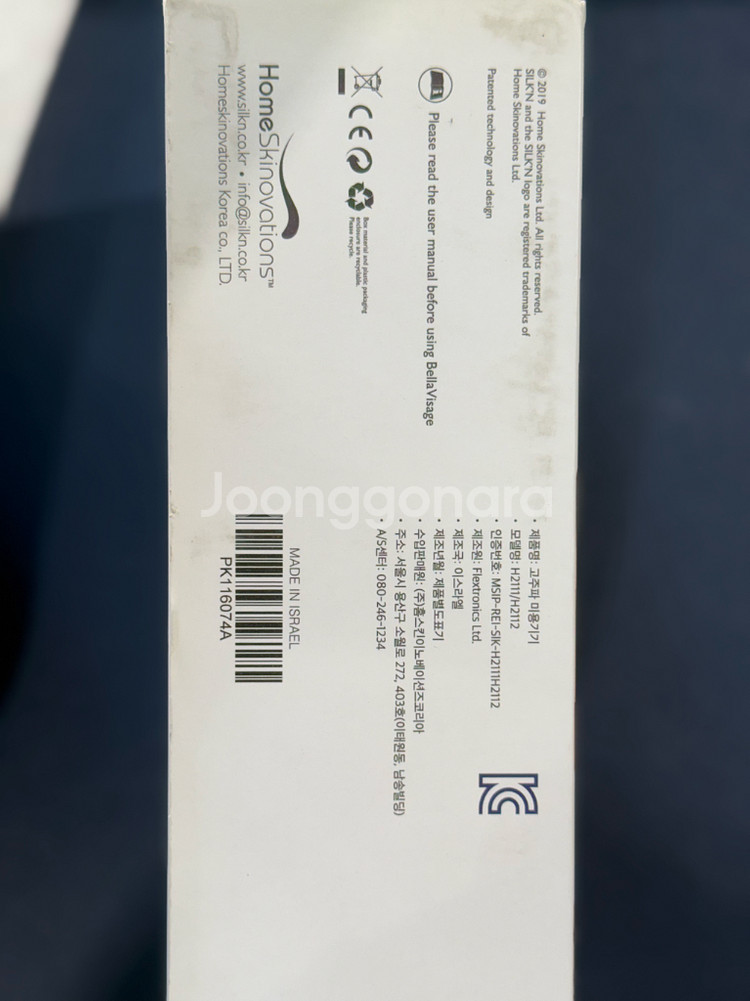 © 2019 Home Skinovations Ltd. All rights reserved.
SILK'N and the SILK'N logo are registered trademarks of
Home Skinovations Ltd.
Patented technology and design
Please read the user manual before using BellaVisage
CE
Box material and plastic packaging
enclosure are recyclable.
Please recycle.
HomeSkinovations™
www.silkn.co.kr • info@silkn.co.kr
Homeskinovations Korea co., LTD.
• 제품명: 고주파 미용기기
• 모델명: H2111/H2112
• 인증번호: MSIP-REI-SIK-H2111H2112
• 제조원: Flextronics Ltd.
• 제조국: 이스라엘
• 제조년월: 제품별도표기
• 수입판매원: (주)홈스킨이노베이션즈코리아
• 주소: 서울시 용산구 소월로 272, 403호(이태원동, 남송빌딩)
• A/S센터: 080-246-1234
MADE IN ISRAEL
PK116074A
Joonggonara